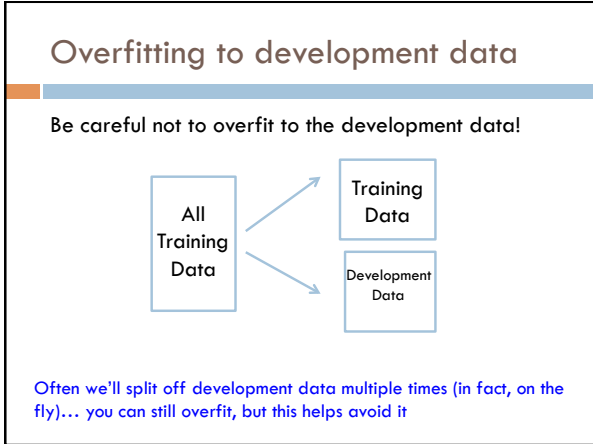 Overfitting to development data
Be careful not to overfit to the development data!
All
Training
Data
Training
Data
Development
Data
Often we'll split off development data multiple times (in fact, on the
fly)… you can still overfit, but this helps avoid it